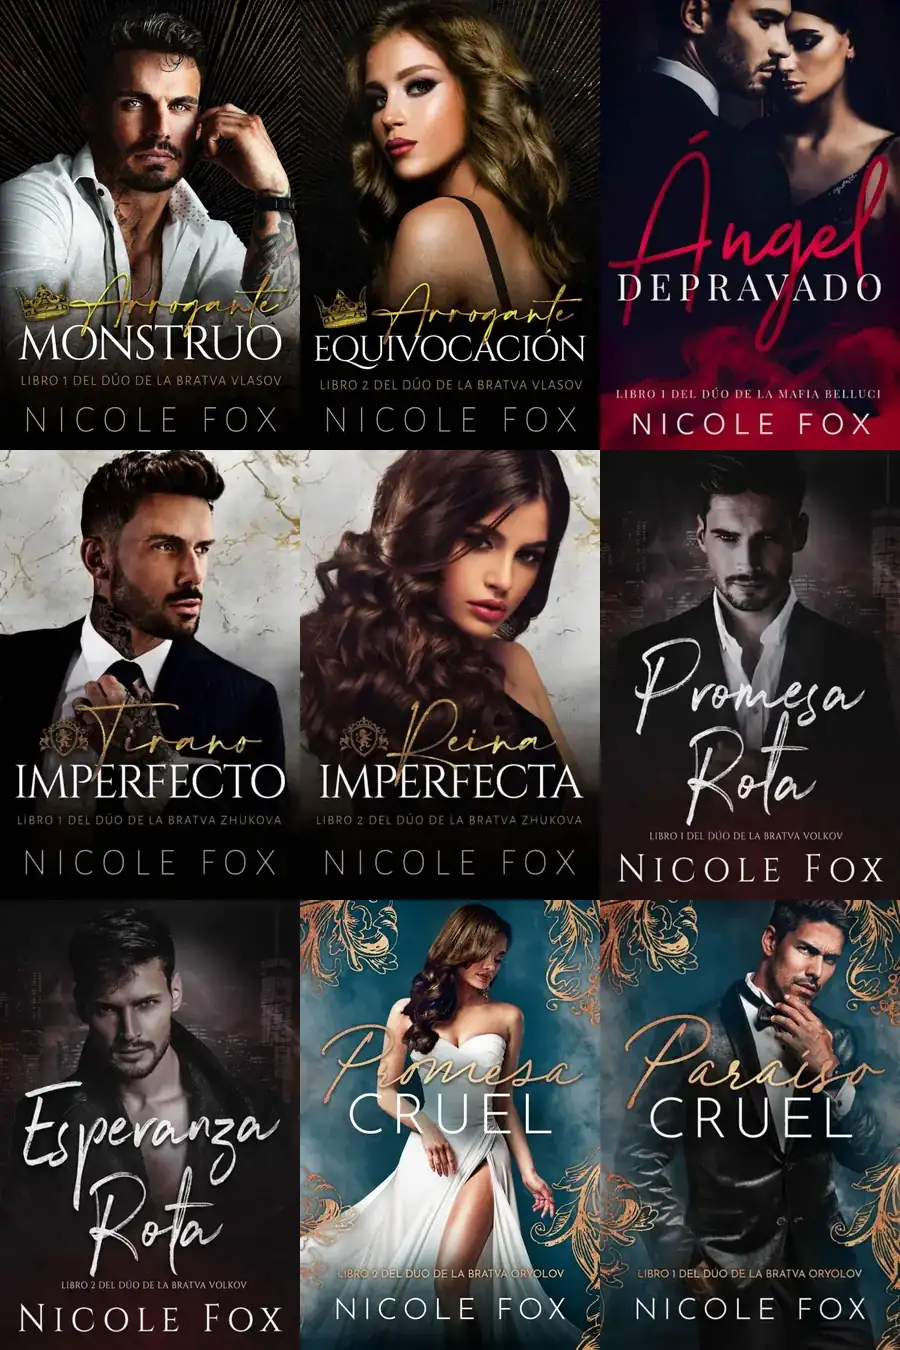 Arrogante
MONSTRUO
LIBRO 1 DEL DÚO DE LA BRATVA VLASOV
NICOLE FOX
Arrogante
EQUIVOCACIÓN
LIBRO 2 DEL DÚO DE LA BRATVA VLASOV
NICOLE FOX
Ángel
DEPRAVADO
LIBRO 1 DEL DÚO DE LA MAFIA BELLUCI
NICOLE FOX
Tirano
IMPERFECTO
LIBRO 1 DEL DÚO DE LA BRATVA ZHUKOVA
NICOLE FOX
Reina
IMPERFECTA
LIBRO 2 DEL DÚO DE LA BRATVA ZHUKOVA
NICOLE FOX
Promesa
Rota
LIBRO 1 DEL DÚO DE LA BRATVA VOLKOV
NICOLE FOX
Esperanza
Rota
LIBRO 2 DEL DÚO DE LA BRATVA VOLKOV
NICOLE FOX
Promesa
CRUEL
LIBRO 2 DEL DÚO DE LA BRATVA ORYOLOV
NICOLE FOX
Paraíso
CRUEL
LIBRO 1 DEL DÚO DE LA BRATVA ORYOLOV
NICOLE FOX